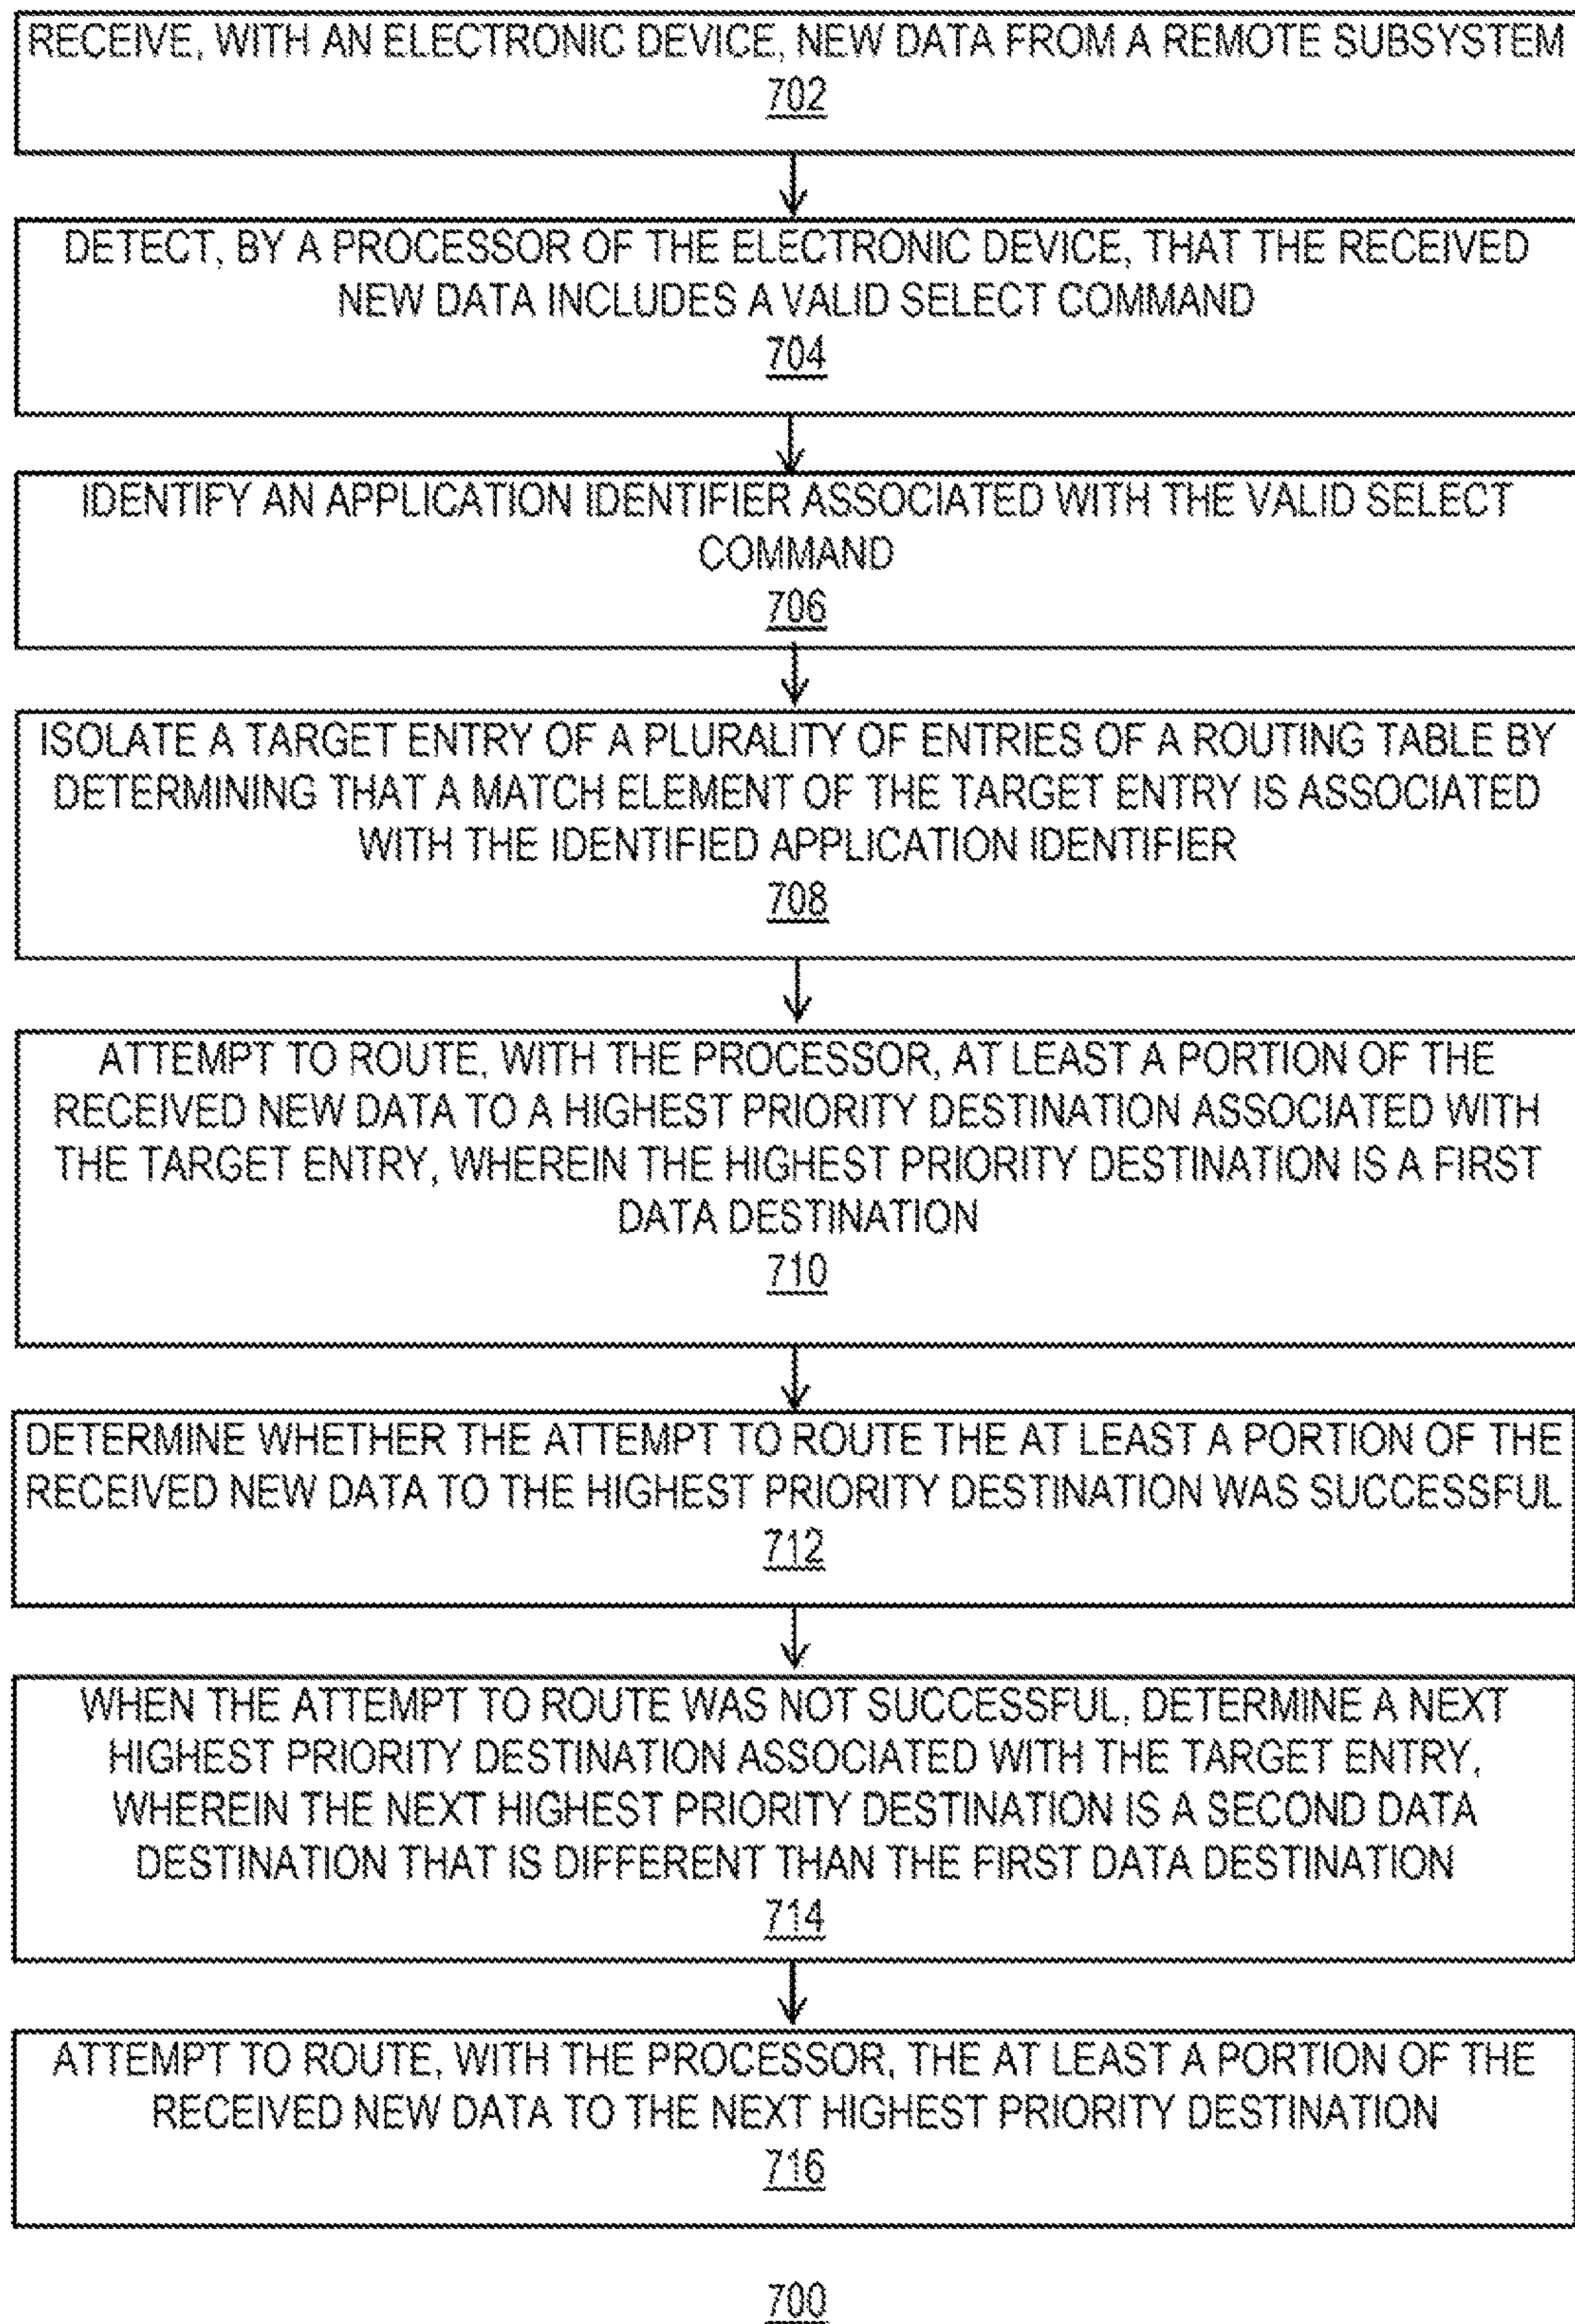 RECEIVE, WITH AN ELECTRONIC DEVICE, NEW DATA FROM A REMOTE SUBSYSTEM
702
DETECT, BY A PROCESSOR OF THE ELECTRONIC DEVICE, THAT THE RECEIVED
NEW DATA INCLUDES A VALID SELECT COMMAND
704
IDENTIFY AN APPLICATION IDENTIFIER ASSOCIATED WITH THE VALID SELECT
COMMAND
706
ISOLATE A TARGET ENTRY OF A PLURALITY OF ENTRIES OF A ROUTING TABLE BY
DETERMINING THAT A MATCH ELEMENT OF THE TARGET ENTRY IS ASSOCIATED
WITH THE IDENTIFIED APPLICATION IDENTIFIER
708
ATTEMPT TO ROUTE, WITH THE PROCESSOR, AT LEAST A PORTION OF THE
RECEIVED NEW DATA TO A HIGHEST PRIORITY DESTINATION ASSOCIATED WITH
THE TARGET ENTRY, WHEREIN THE HIGHEST PRIORITY DESTINATION IS A FIRST
DATA DESTINATION
710
DETERMINE WHETHER THE ATTEMPT TO ROUTE THE AT LEAST A PORTION OF THE
RECEIVED NEW DATA TO THE HIGHEST PRIORITY DESTINATION WAS SUCCESSFUL
712
WHEN THE ATTEMPT TO ROUTE WAS NOT SUCCESSFUL, DETERMINE A NEXT
HIGHEST PRIORITY DESTINATION ASSOCIATED WITH THE TARGET ENTRY,
WHEREIN THE NEXT HIGHEST PRIORITY DESTINATION IS A SECOND DATA
DESTINATION THAT IS DIFFERENT THAN THE FIRST DATA DESTINATION
714
ATTEMPT TO ROUTE, WITH THE PROCESSOR, THE AT LEAST A PORTION OF THE
RECEIVED NEW DATA TO THE NEXT HIGHEST PRIORITY DESTINATION
716
700